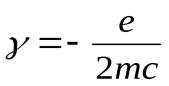 γ = - e / 2mc